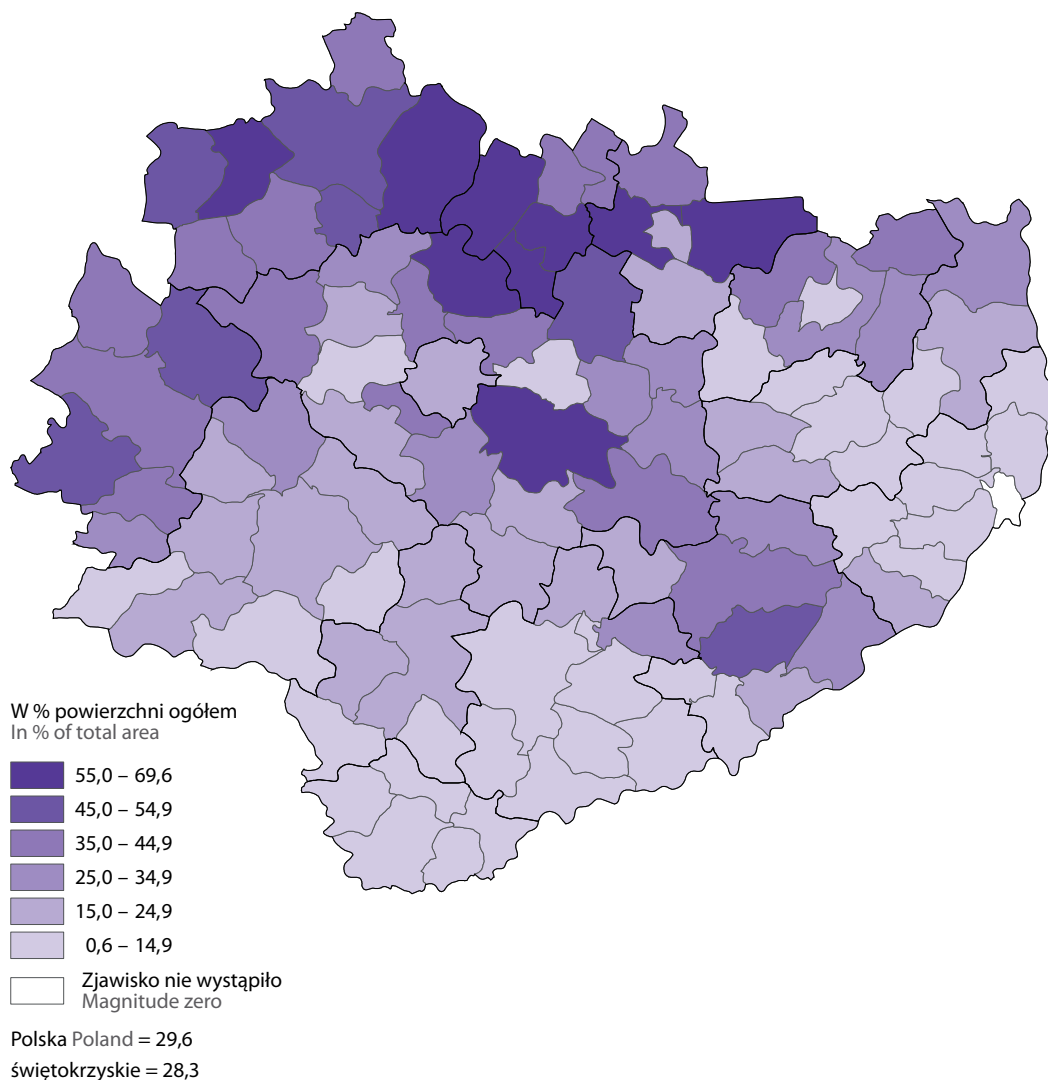 W % powierzchni ogółem
In % of total area
55,0 – 69,6
45,0 – 54,9
35,0 – 44,9
25,0 – 34,9
15,0 – 24,9
0,6 – 14,9
Zjawisko nie wystąpiło
Magnitude zero
Polska Poland = 29,6
świętokrzyskie = 28,3